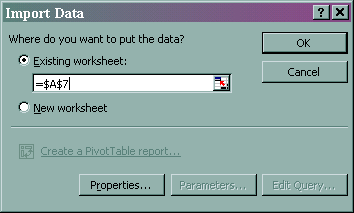 Import Data
Where do you want to put the data?
OK
Existing worksheet:
Cancel
=$A$7
New worksheet
Create a PivotTable report...
Properties... Parameters... Edit Query...